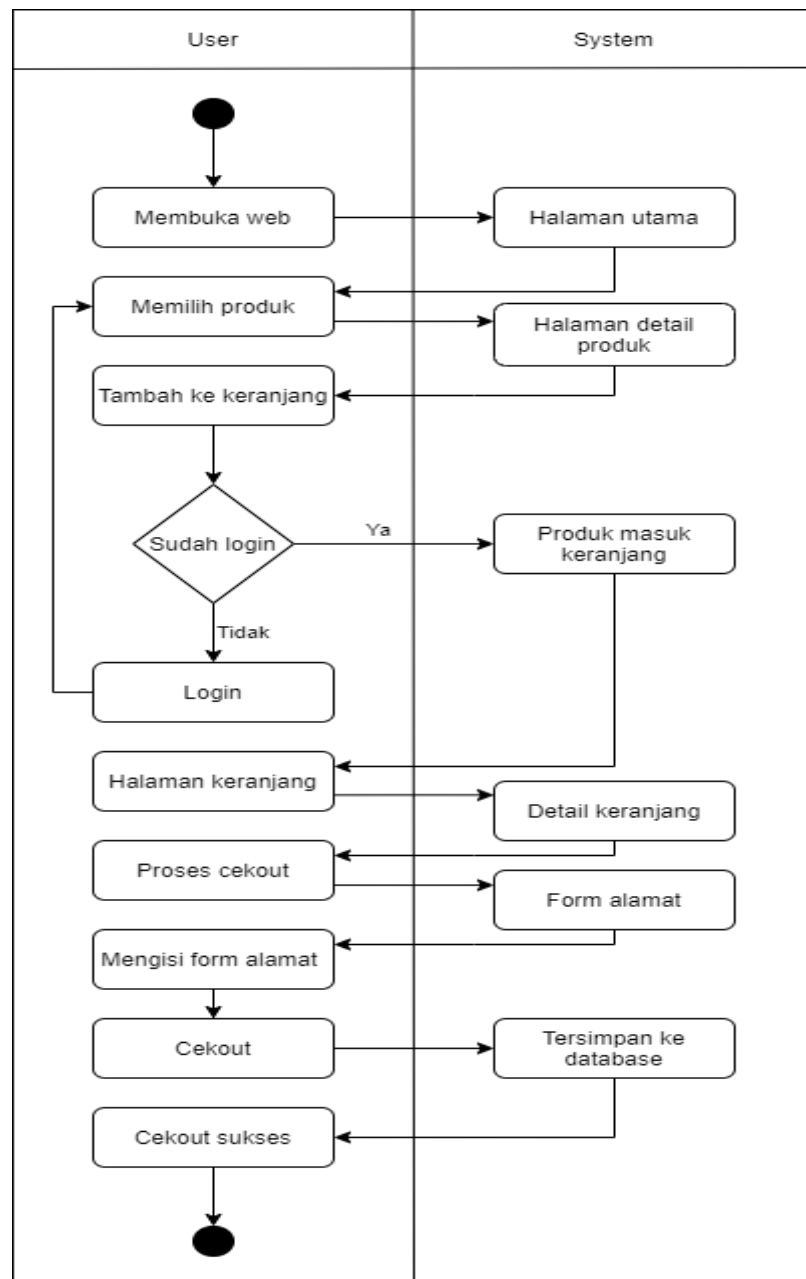 User
System
Membuka web
Halaman utama
Memilih produk
Halaman detail
produk
Tambah ke keranjang
Sudah login
Ya
Produk masuk
keranjang
Tidak
Login
Halaman keranjang
Detail keranjang
Proses cekout
Form alamat
Mengisi form alamat
Cekout
Tersimpan ke
database
Cekout sukses